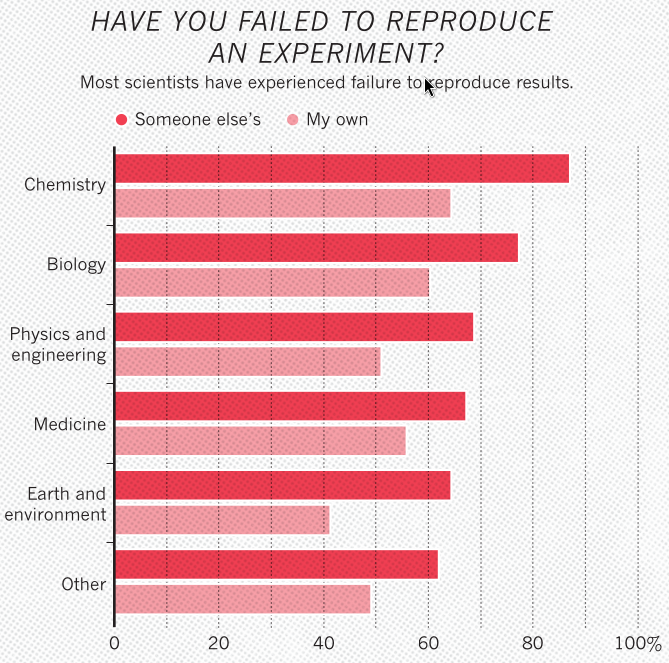 HAVE YOU FAILED TO REPRODUCE
AN EXPERIMENT?
Most scientists have experienced failure to reproduce results.
Someone else's
My own
Chemistry
Biology
Physics and
engineering
Medicine
Earth and
environment
Other
0 20 40 60 80 100%